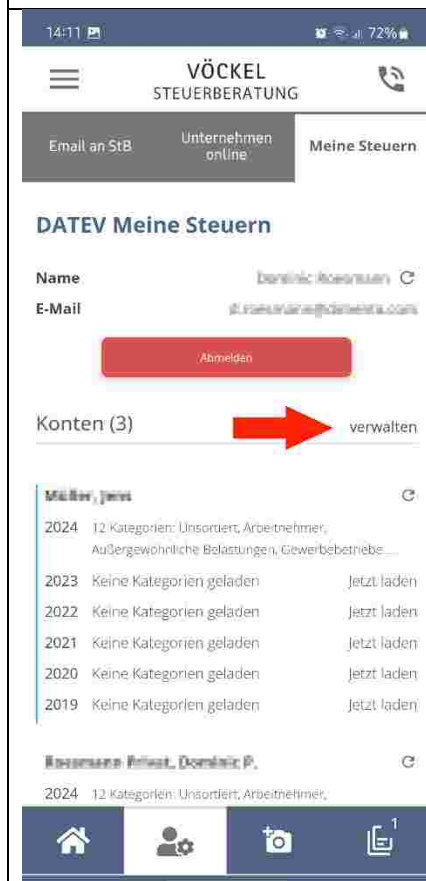 14:11
72%
VÖCKEL
STEUERBERATUNG
Email an StB
Unternehmen
online
Meine Steuern
DATEV Meine Steuern
Name
E-Mail
Abmelden
Konten (3)
verwalten
2024 12 Kategorien: Unsortiert, Arbeitnehmer,
Außergewöhnliche Belastungen, Gewerbebetriebe ...
2023 Keine Kategorien geladen Jetzt laden
2022 Keine Kategorien geladen Jetzt laden
2021 Keine Kategorien geladen Jetzt laden
2020 Keine Kategorien geladen Jetzt laden
2019 Keine Kategorien geladen Jetzt laden
2024 12 Kategorien: Unsortiert, Arbeitnehmer,
1